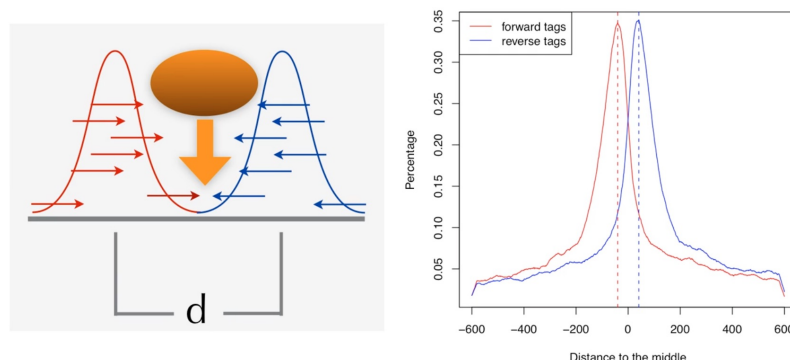 d
forward tags
reverse tags
Percentage
0.05
0.10
0.15
0.20
0.25
0.30
0.35
−600 −400 −200 0 200 400 600
Distance to the middle